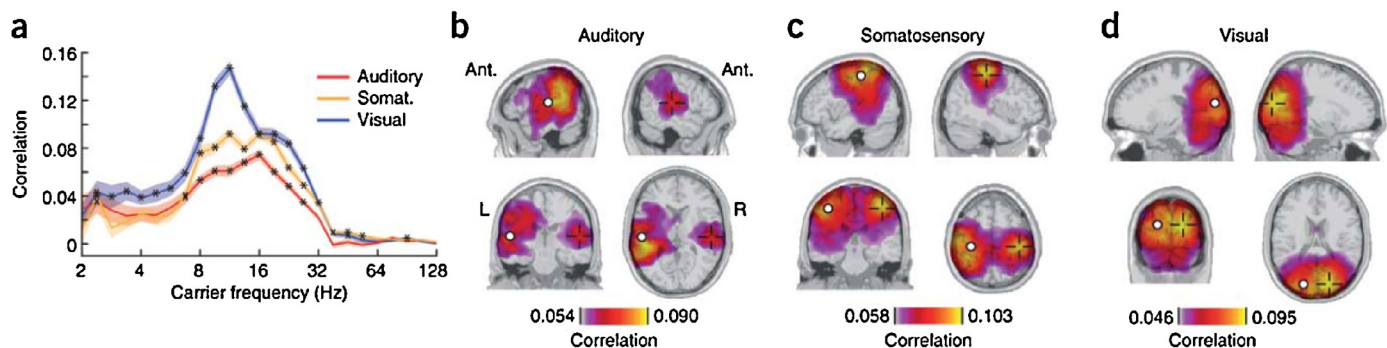 a
0.16
0.12
0.08
0.04
0
Correlation
Auditory
Somat.
Visual
2 4 8 16 32 64 128
Carrier frequency (Hz)
b
Auditory
Ant.
Ant.
L
R
0.054
0.090
Correlation
c
Somatosensory
0.058
0.103
Correlation
d
Visual
0.046
0.095
Correlation